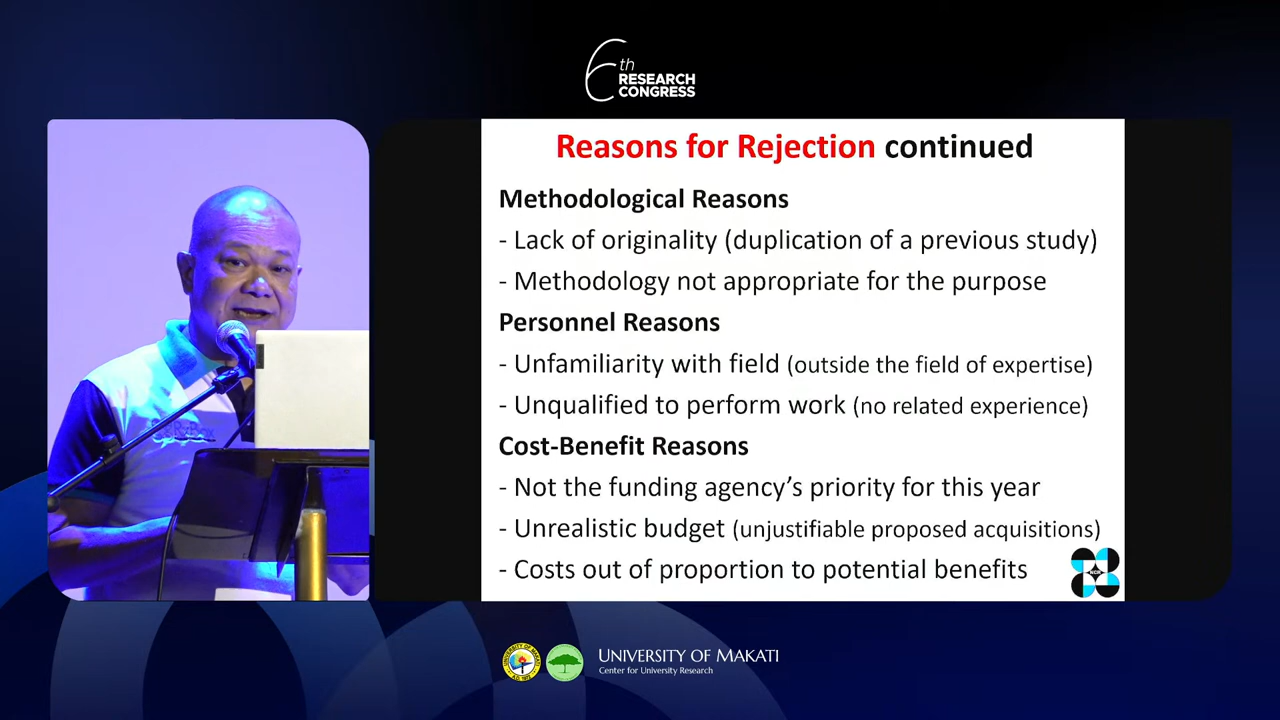 6th
RESEARCH
CONGRESS
Reasons for Rejection continued
Methodological Reasons
- Lack of originality (duplication of a previous study)
- Methodology not appropriate for the purpose
Personnel Reasons
- Unfamiliarity with field (outside the field of expertise)
- Unqualified to perform work (no related experience)
Cost-Benefit Reasons
- Not the funding agency’s priority for this year
- Unrealistic budget (unjustifiable proposed acquisitions)
- Costs out of proportion to potential benefits
UNIVERSITY OF MAKATI
Center for University Research